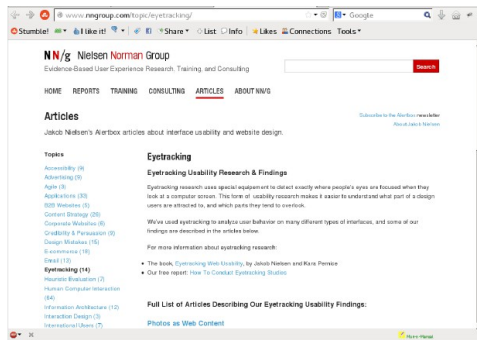 www.nngroup.com/topic/eyetracking/
Google
Stumble! I like it! Share List Info Likes Connections Tools
NN/g Nielsen Norman Group
Evidence-Based User Experience Research, Training, and Consulting
Search
HOME REPORTS TRAINING CONSULTING ARTICLES ABOUT NN/G
Articles
Subscribe to the Alertbox newsletter
About Jakob Nielsen
Jakob Nielsen's Alertbox articles about interface usability and website design.
Topics
Accessibility (9)
Advertising (9)
Agile (9)
Applications (30)
B2B Websites (5)
Content Strategy (29)
Corporate Websites (6)
Credibility & Persuasion (9)
Design Mistakes (15)
E-commerce (18)
Email (13)
Eyetracking (14)
Heuristic Evaluation (7)
Human Computer Interaction
(64)
Information Architecture (12)
Interaction Design (3)
International Users (7)
Eyetracking
Eyetracking Usability Research & Findings
Eyetracking research uses special equipment to detect exactly where people's eyes are focused when they
look at a computer screen. This form of usability research makes it easier to understand what part of a design
users are attracted to, and which parts they tend to overlook.
We've used eyetracking to analyze user behavior on many different types of interfaces, and some of our
findings are described in the articles below.
For more information about eyetracking research:
The book, Eyetracking Web Usability, by Jakob Nielsen and Kara Pernice
Our free report: How To Conduct Eyetracking Studies
Full List of Articles Describing Our Eyetracking Usability Findings:
Photos as Web Content